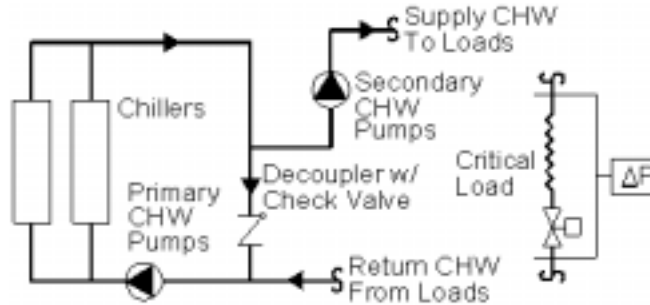 Supply CHW
To Loads
Chillers
Secondary
CHW
Pumps
Critical
Load
ΔP
Decoupler w/
Check Valve
Primary
CHW
Pumps
Return CHW
From Loads